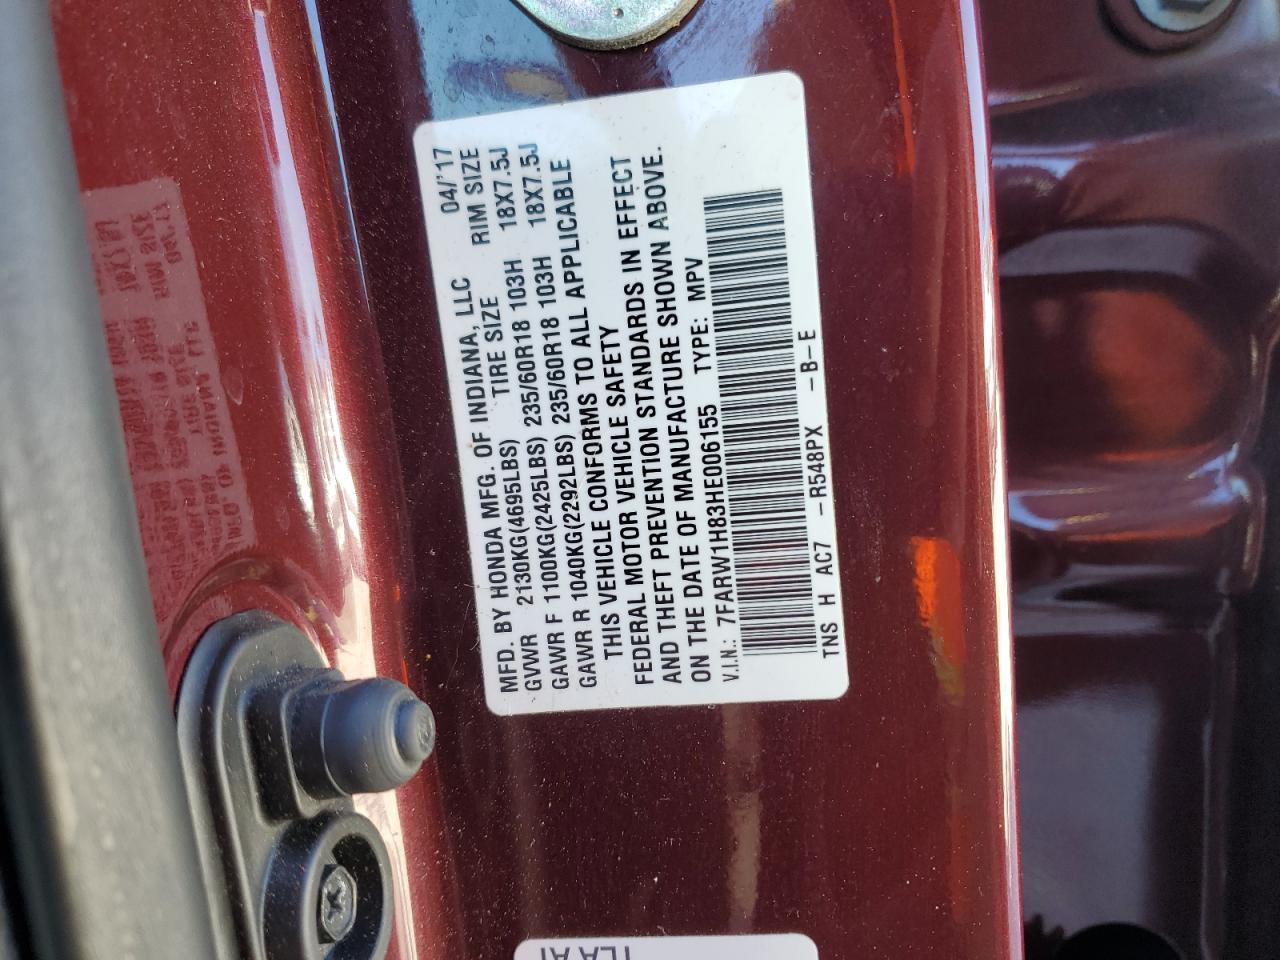 MFD. BY HONDA MFG. OF INDIANA, LLC 04/'17
GVWR 2130KG(4695LBS) TIRE SIZE RIM SIZE
GAWR F 1100KG(2425LBS) 235/60R18 103H 18X7.5J
GAWR R 1040KG(2292LBS) 235/60R18 103H 18X7.5J
THIS VEHICLE CONFORMS TO ALL APPLICABLE
FEDERAL MOTOR VEHICLE SAFETY
AND THEFT PREVENTION STANDARDS IN EFFECT
ON THE DATE OF MANUFACTURE SHOWN ABOVE.
V.I.N.: 7FARW1H83HE006155 TYPE: MPV
TNS H AC7 -R548PX -B-E